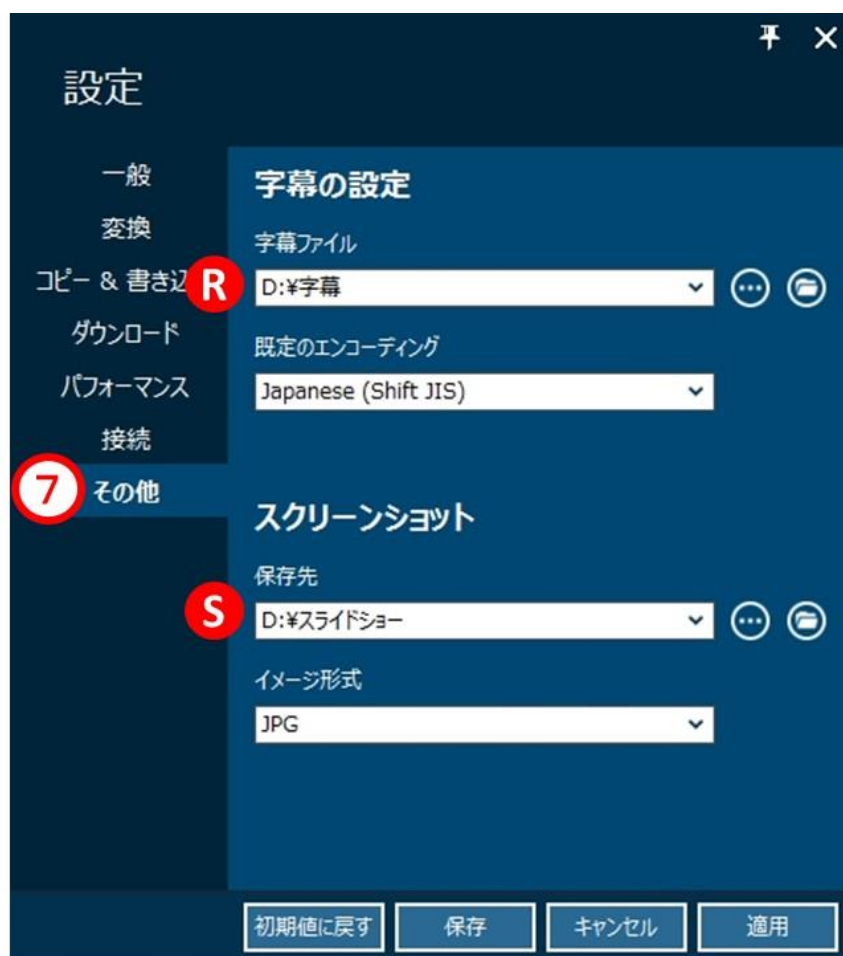 設定
一般
変換
コピー & 書き込
ダウンロード
パフォーマンス
接続
7 その他
字幕の設定
字幕ファイル
R D:¥字幕
既定のエンコーディング
Japanese (Shift JIS)
スクリーンショット
保存先
S D:¥スライドショー
イメージ形式
JPG
初期値に戻す 保存 キャンセル 適用